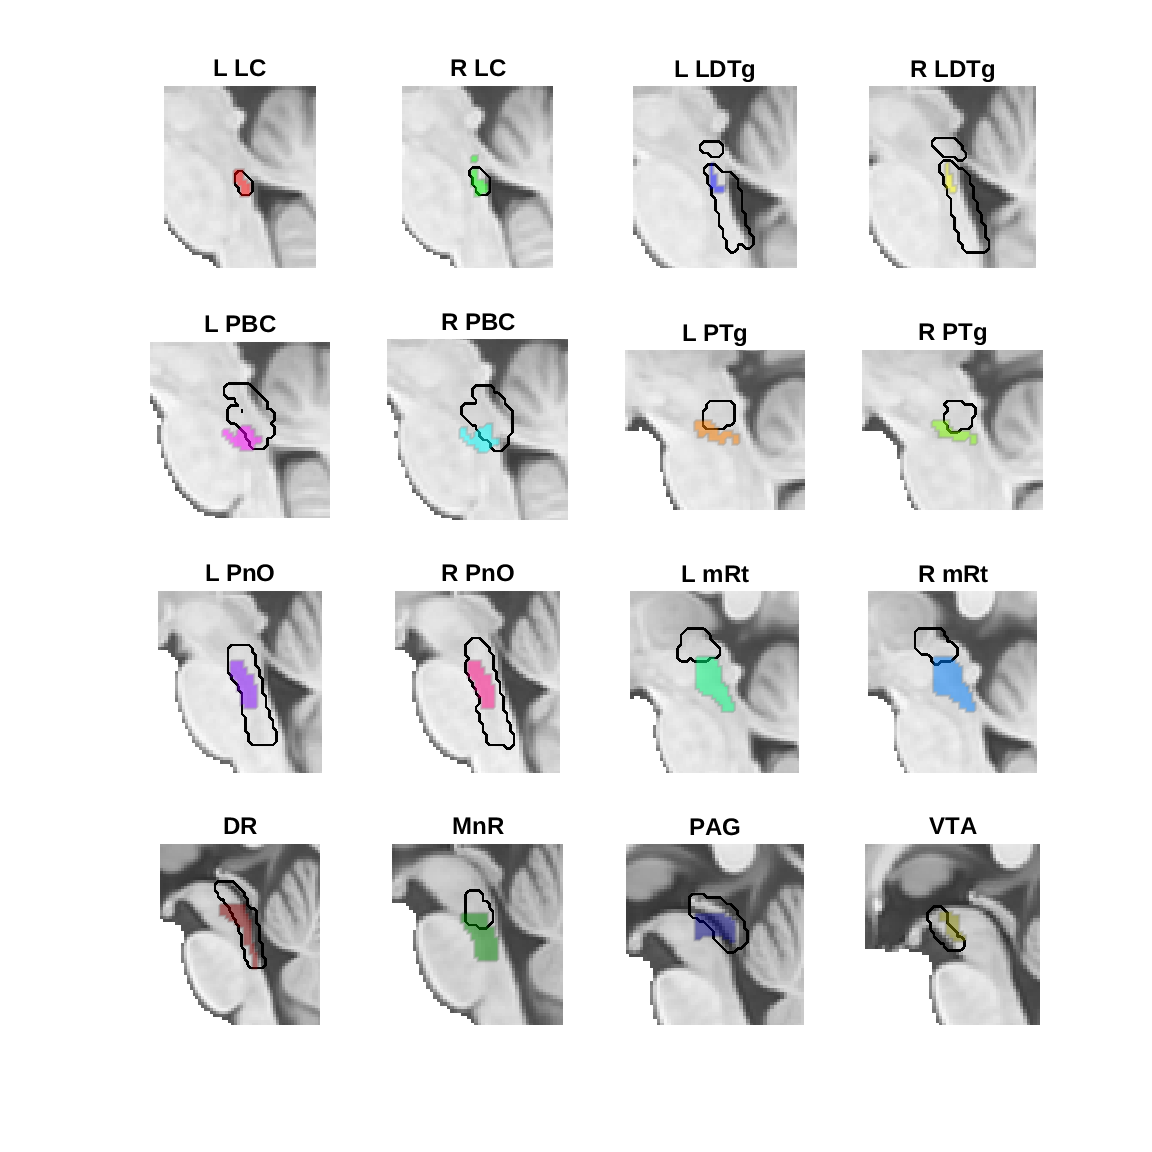 L LC
R LC
L LDTg
R LDTg
L PBC
R PBC
L PTg
R PTg
L PnO
R PnO
L mRt
R mRt
DR
MnR
PAG
VTA